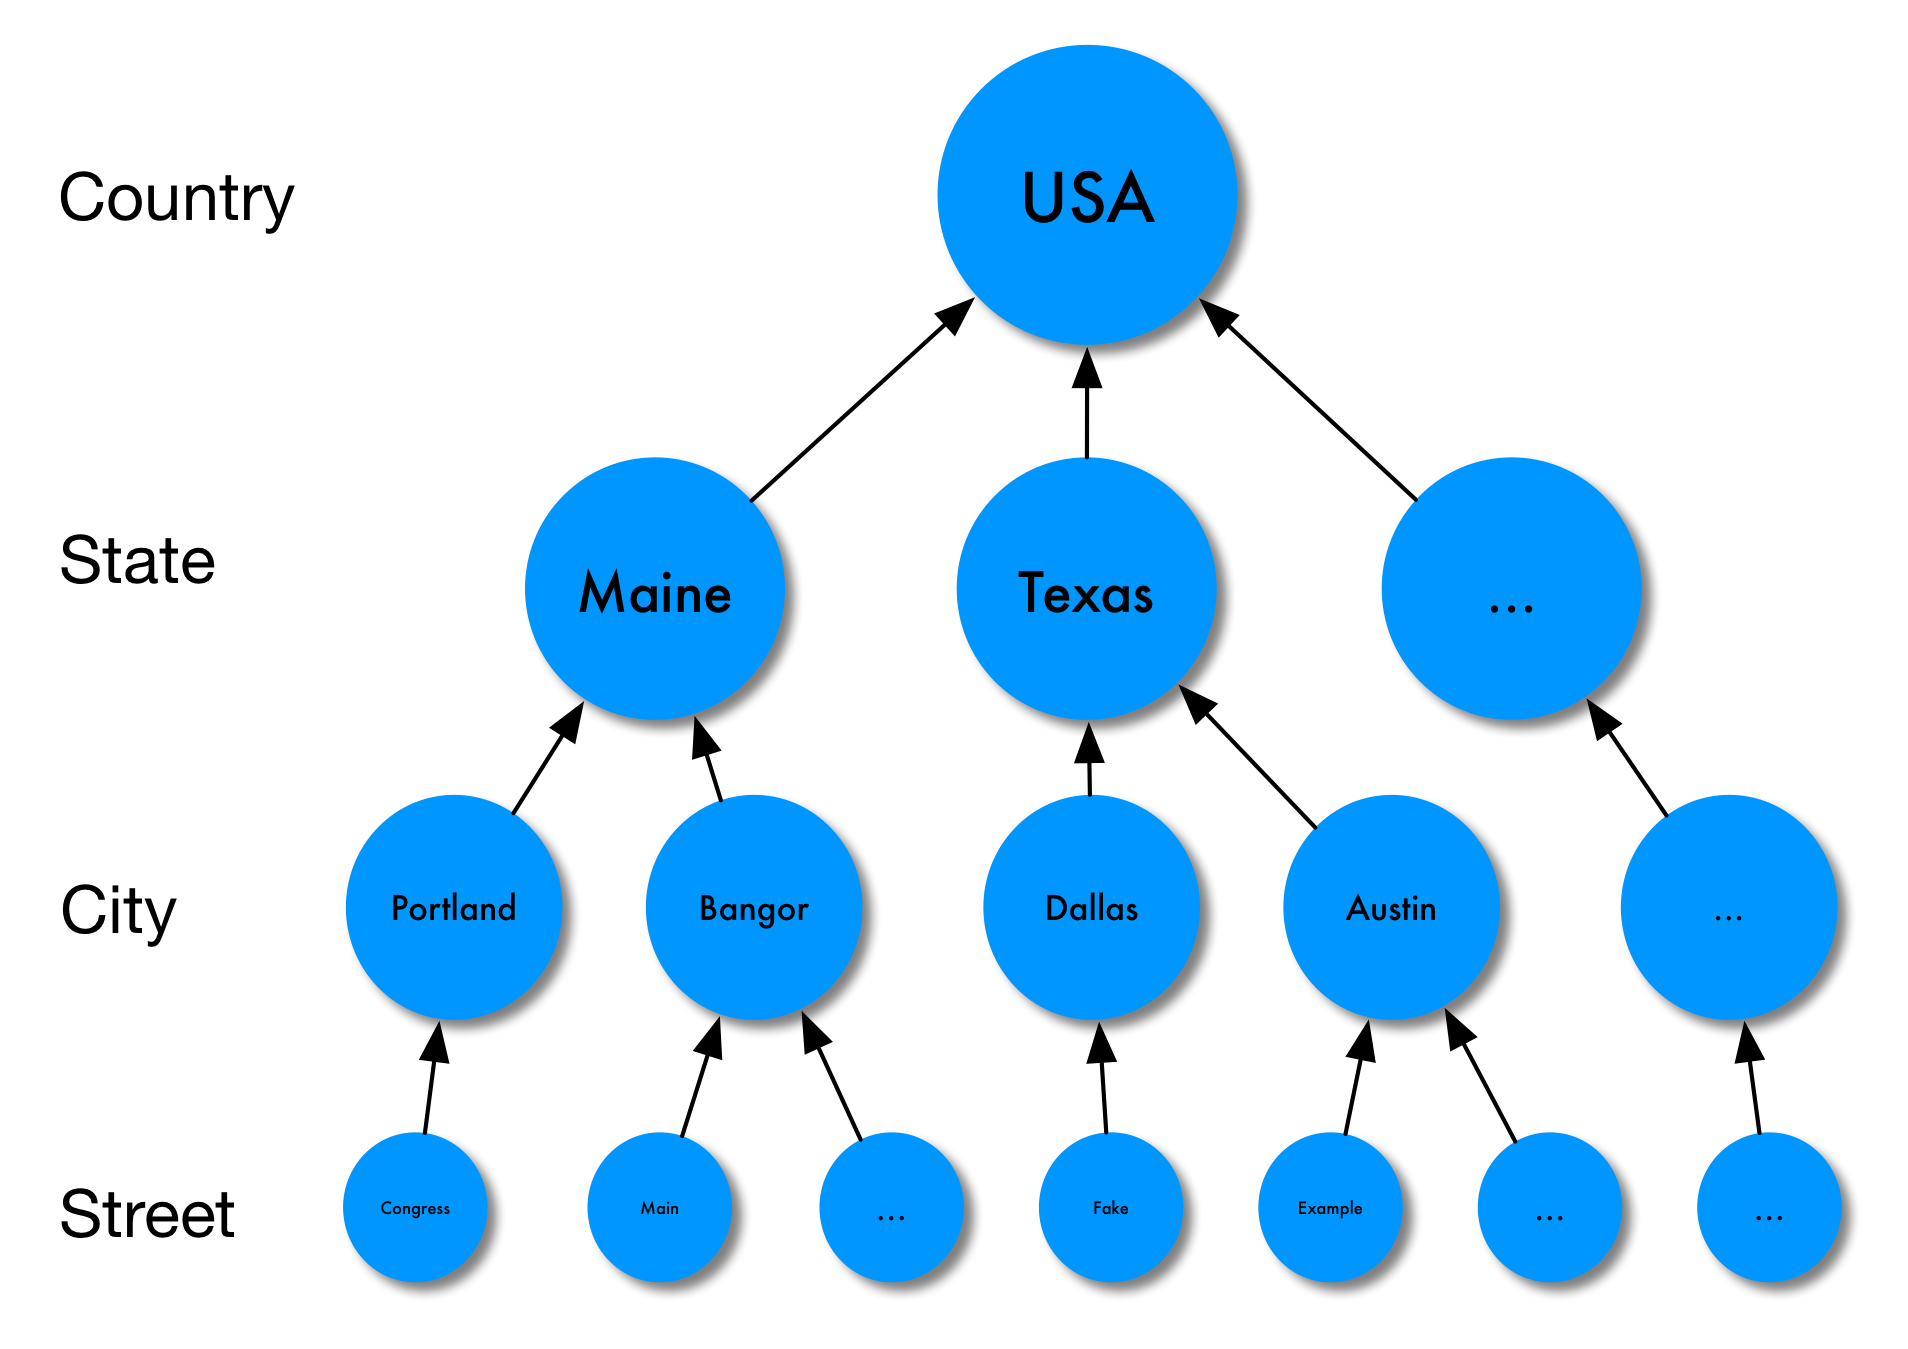 Country
USA
State
Maine
Texas
...
City
Portland
Bangor
Dallas
Austin
...
Street
Congress
Main
...
Fake
Example
...
...